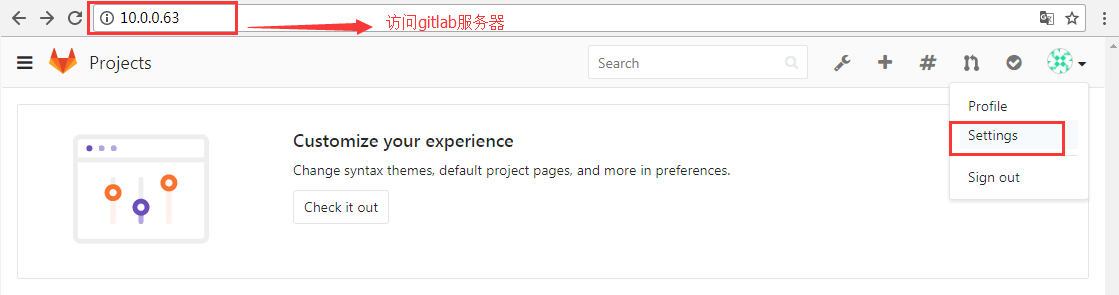 10.0.0.63
访问gitlab服务器
Projects
Search
Profile
Settings
Sign out
Customize your experience
Change syntax themes, default project pages, and more in preferences.
Check it out